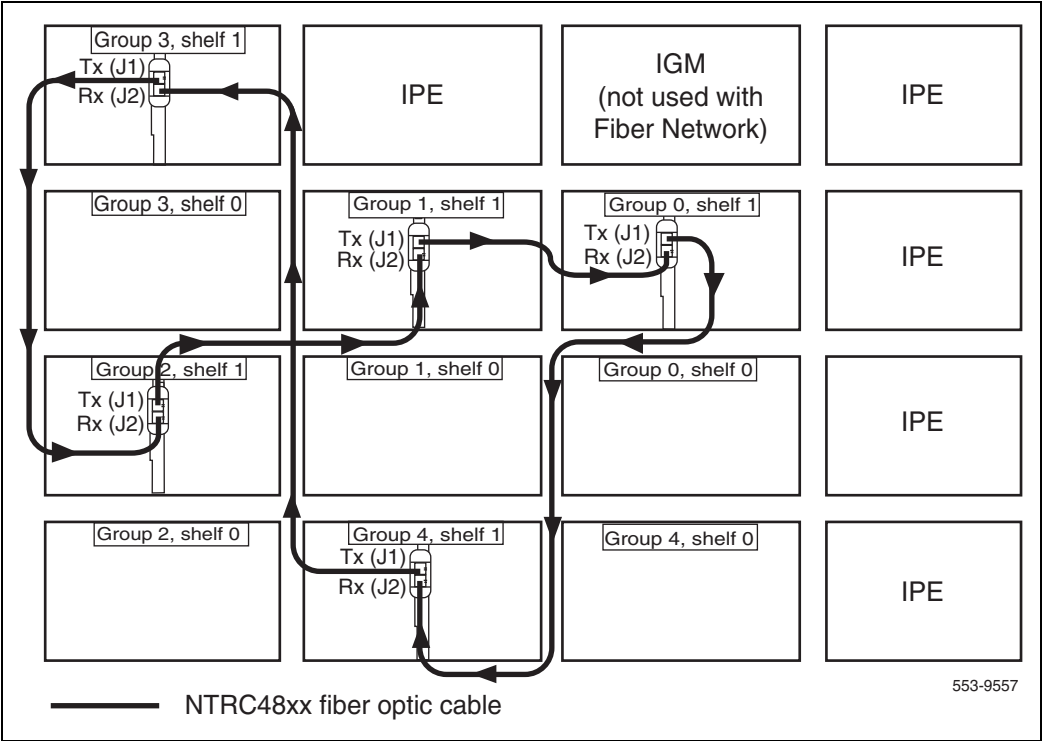 Group 3, shelf 1
Tx (J1)
Rx (J2)
IPE
IGM
(not used with
Fiber Network)
IPE
Group 3, shelf 0
Group 1, shelf 1
Tx (J1)
Rx (J2)
Group 0, shelf 1
Tx (J1)
Rx (J2)
IPE
Group 2, shelf 1
Tx (J1)
Rx (J2)
Group 1, shelf 0
Group 0, shelf 0
IPE
Group 2, shelf 0
Group 4, shelf 1
Tx (J1)
Rx (J2)
Group 4, shelf 0
IPE
553-9557
NTRC48xx fiber optic cable